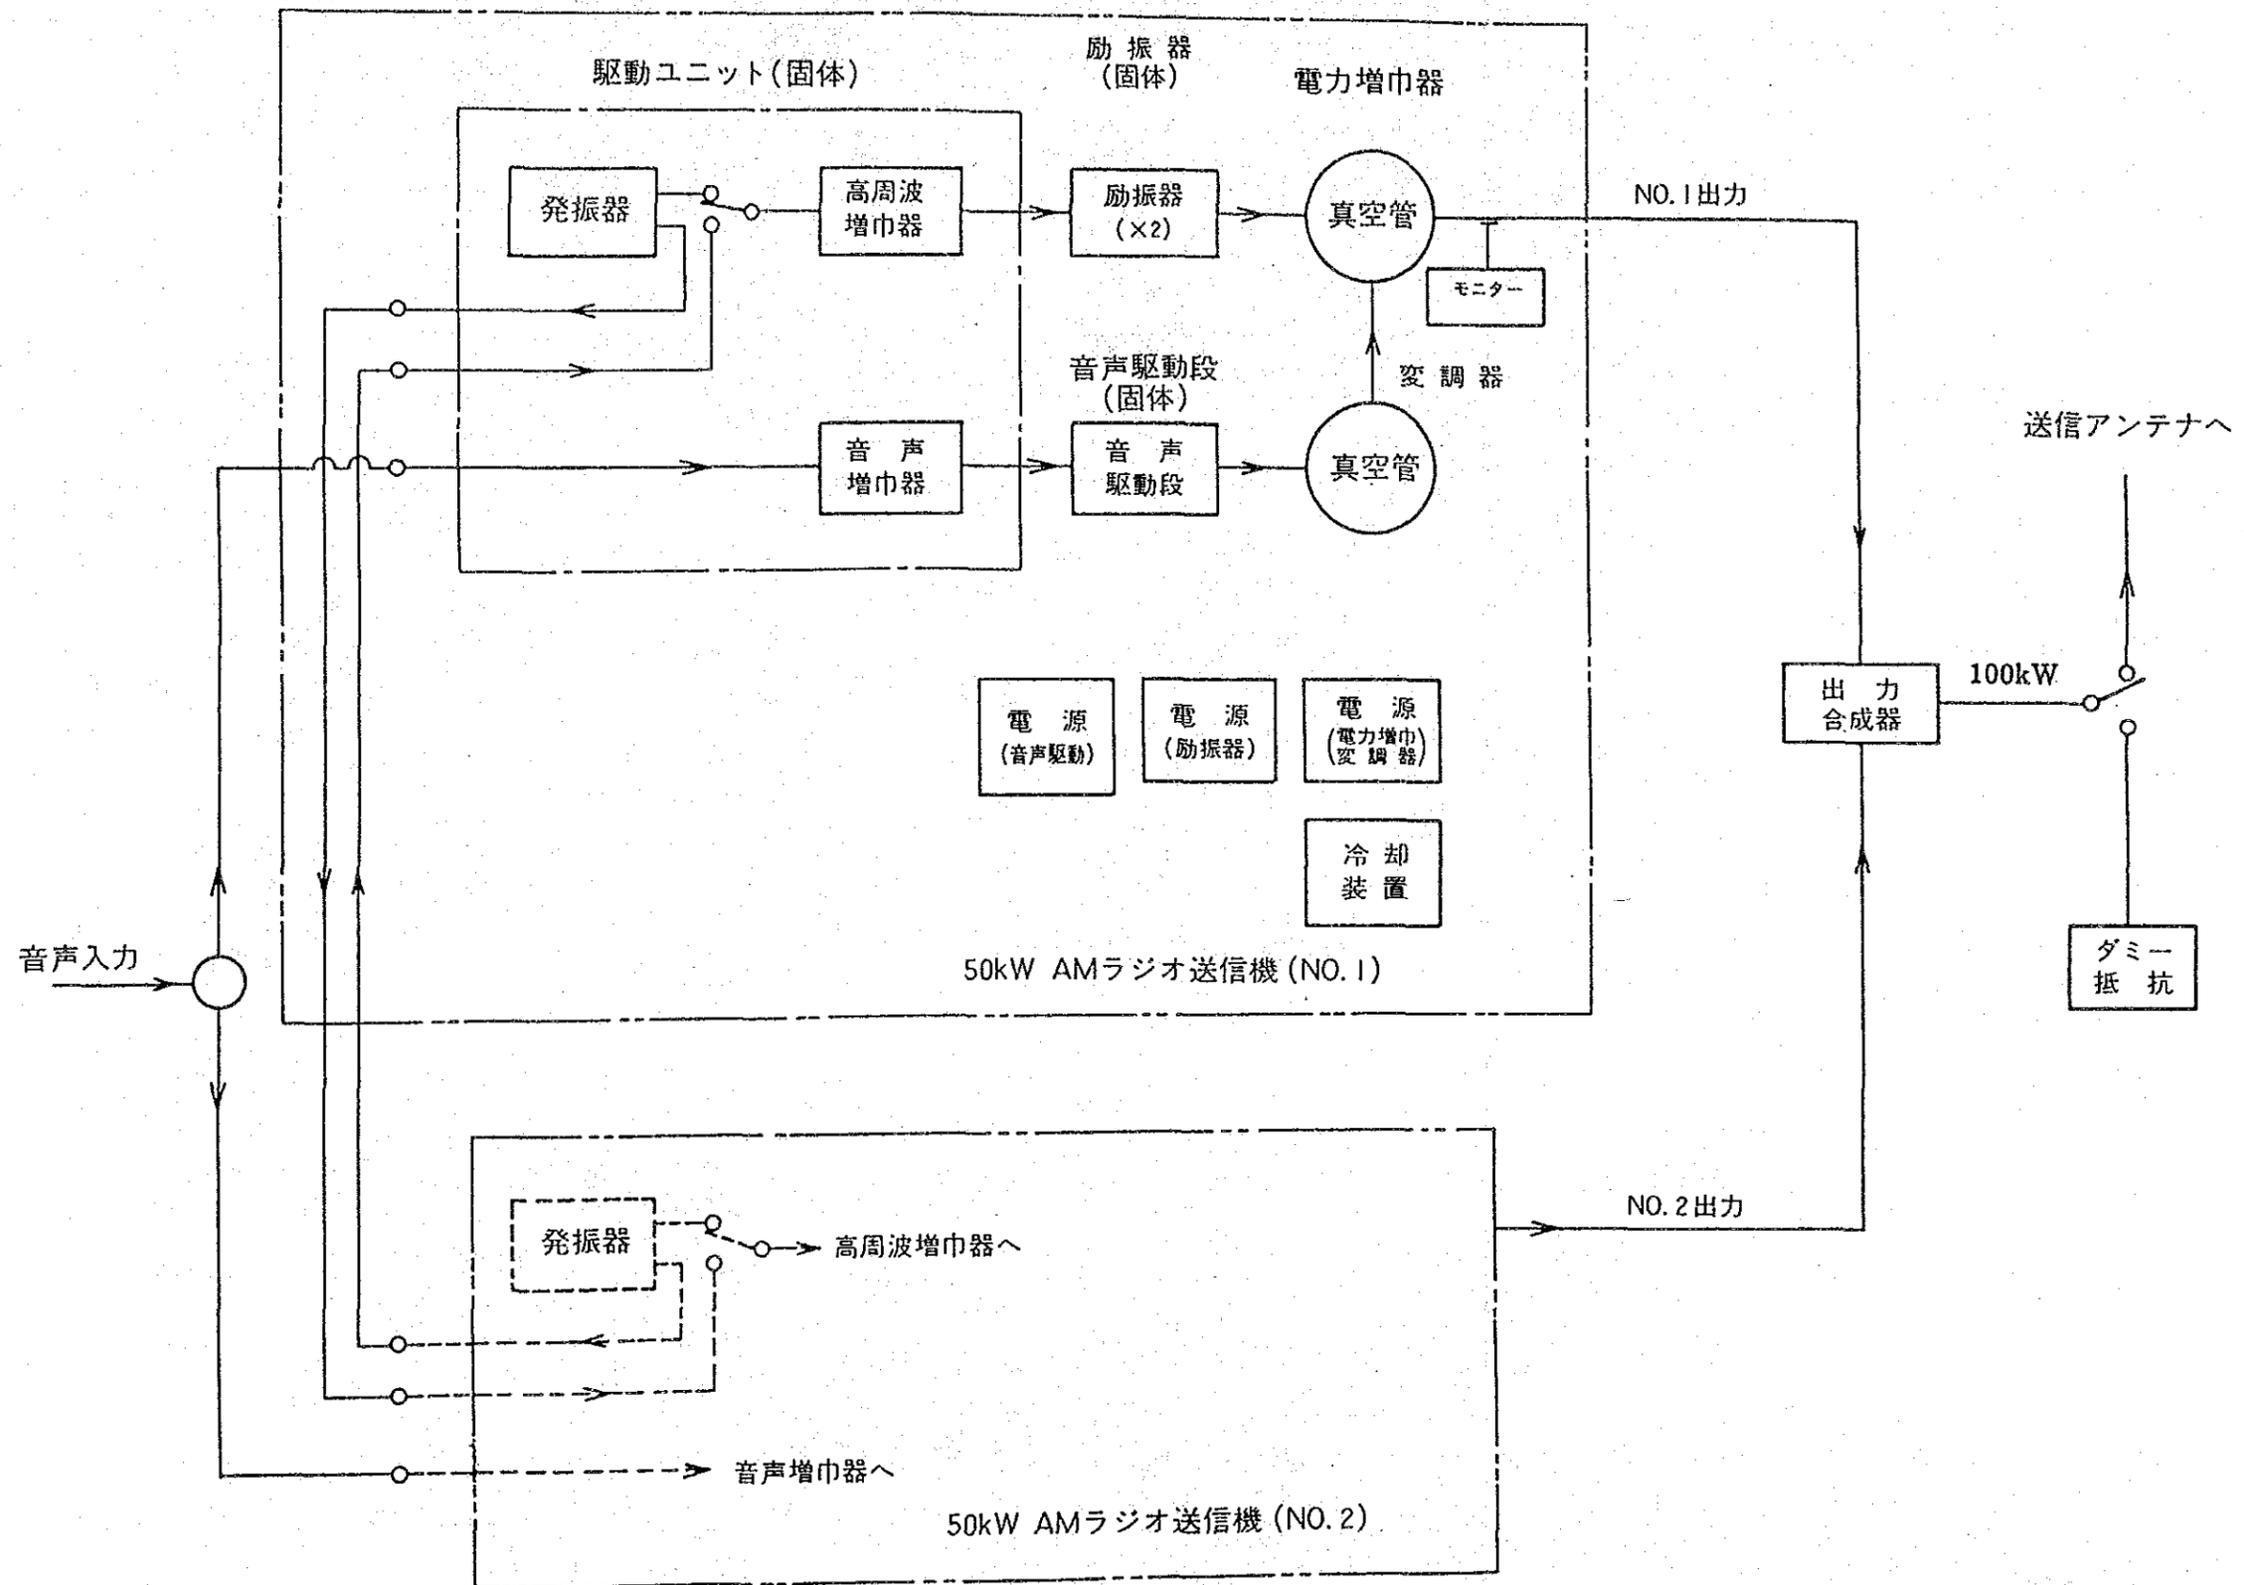 駆動ユニット(固体)
励振器
(固体)
電力増巾器
発振器
高周波
増巾器
励振器
(×2)
真空管
NO.1出力
モニター
音声駆動段
(固体)
変調器
音声
増巾器
音声
駆動段
真空管
送信アンテナへ
電源
(音声駆動)
電源
(励振器)
電源
(電力増巾
変調器)
冷却
装置
出力
合成器
100kW
ダミー
抵抗
音声入力
50kW AMラジオ送信機(NO.1)
発振器
高周波増巾器へ
NO.2出力
音声増巾器へ
50kW AMラジオ送信機(NO.2)